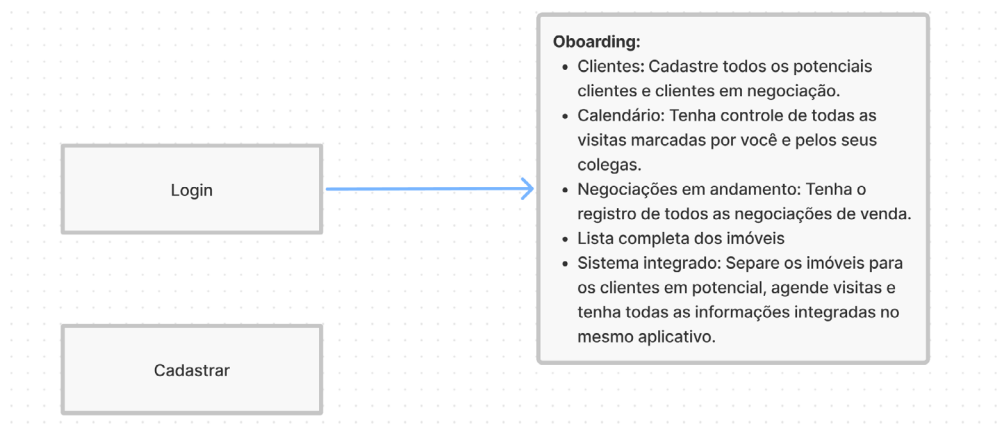 Login
Cadastrar
Oboarding:
• Clientes: Cadastre todos os potenciais
clientes e clientes em negociação.
• Calendário: Tenha controle de todas as
visitas marcadas por você e pelos seus
colegas.
• Negociações em andamento: Tenha o
registro de todos as negociações de venda.
• Lista completa dos imóveis
• Sistema integrado: Separe os imóveis para
os clientes em potencial, agende visitas e
tenha todas as informações integradas no
mesmo aplicativo.